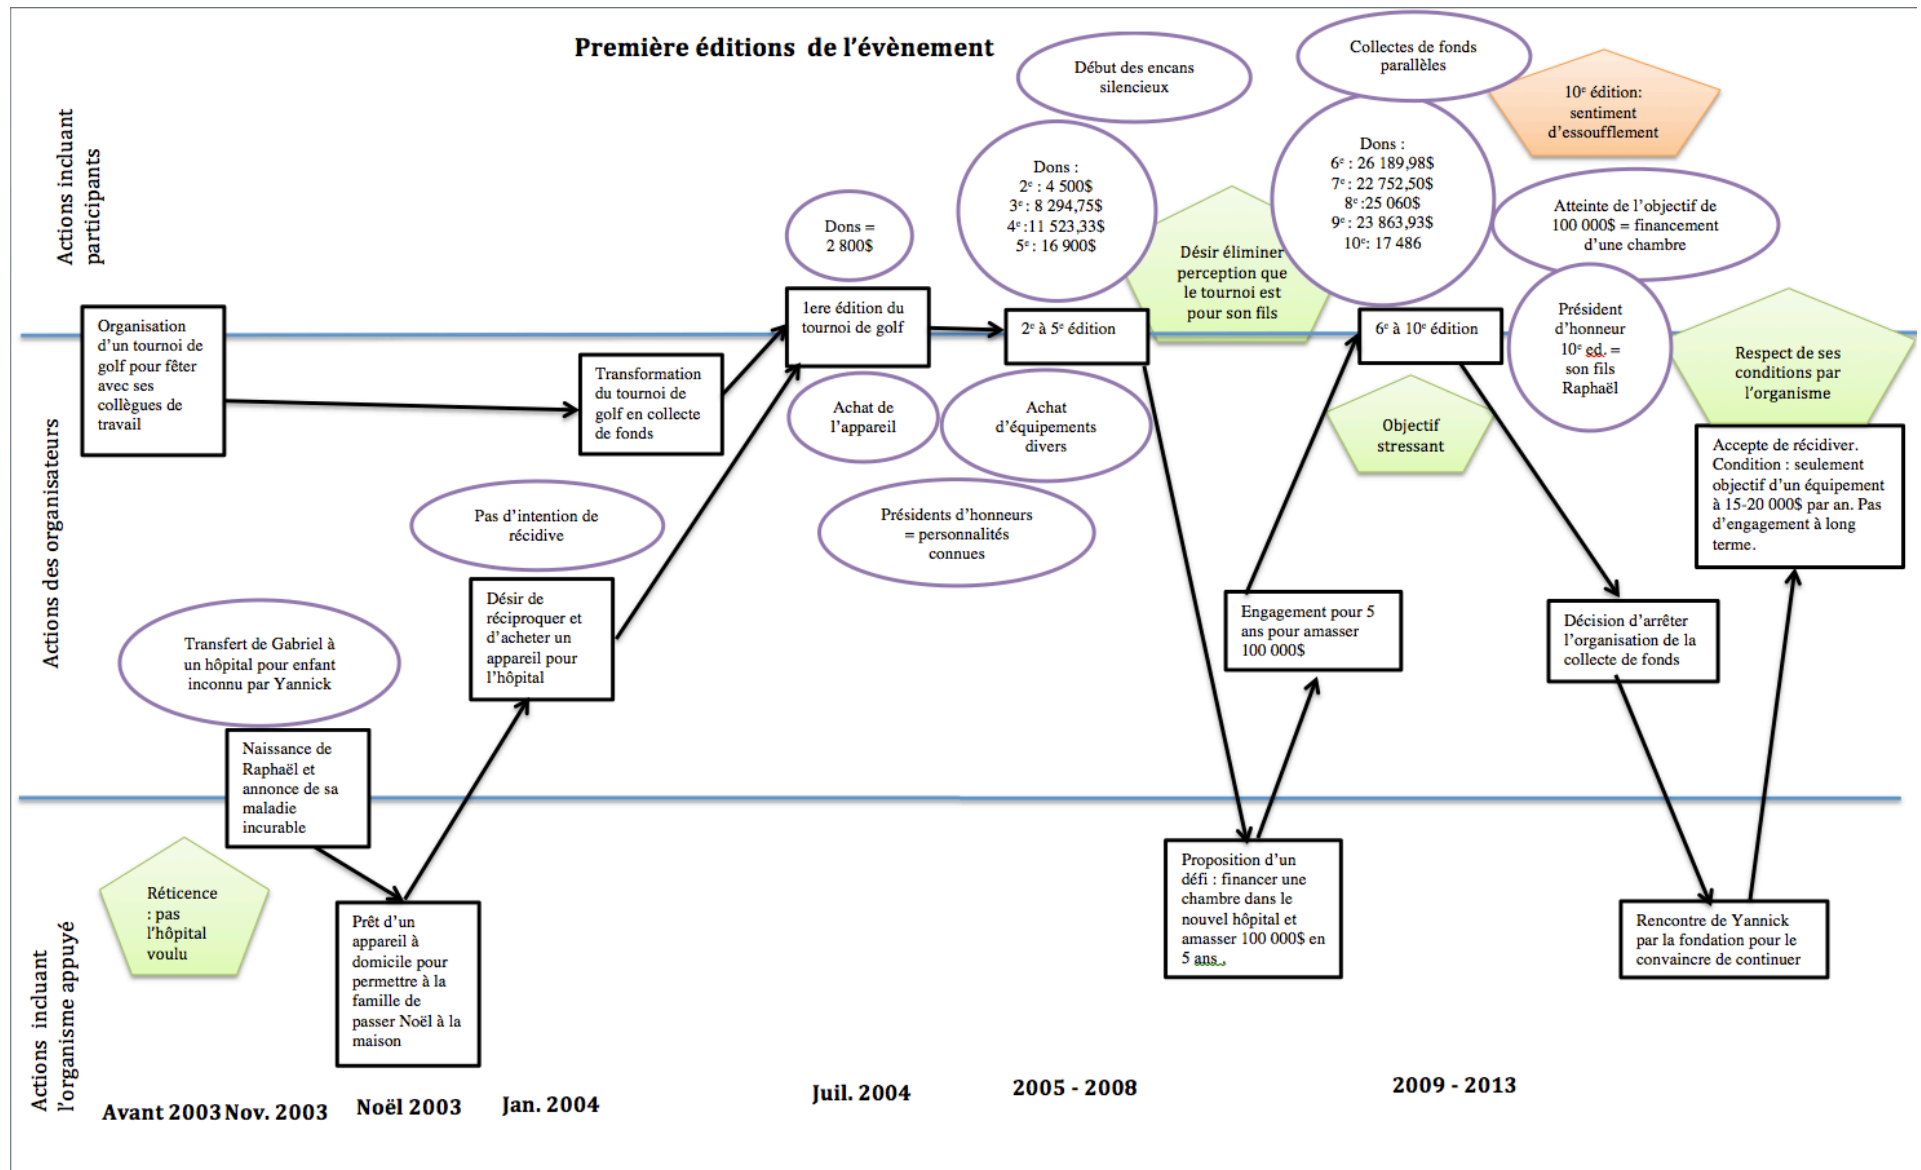 Première éditions  de l'évènement
Actions incluant
participants
Actions des organisateurs
Actions  incluant
l'organisme appuyé
Organisation
d'un tournoi de
golf pour fêter
avec ses
collègues de
travail
Transfert de Gabriel à
un hôpital pour enfant
inconnu par Yannick
Naissance de
Raphaël et
annonce de sa
maladie
incurable
Réticence
: pas
l'hôpital
voulu
Prêt d'un
appareil à
domicile pour
permettre à la
famille de
passer Noël à la
maison
Pas d'intention de
récidive
Désir de
réciproquer et
d'acheter un
appareil pour
l'hôpital
Transformation
du tournoi de
golf en collecte
de fonds
Dons =
2 800$
1ere édition du
tournoi de golf
Achat de
l'appareil
Début des encans
silencieux
Dons :
2e : 4 500$
3e : 8 294,75$
4e :11 523,33$
5e : 16 900$
2e à 5e édition
Achat
d'équipements
divers
Présidents d'honneurs
= personnalités
connues
Désir éliminer
perception que
le tournoi est
pour son fils
Proposition d'un
défi : financer une
chambre dans le
nouvel hôpital et
amasser 100 000$ en
5 ans .
Engagement pour 5
ans pour amasser
100 000$
Collectes de fonds
parallèles
Dons :
6e : 26 189,98$
7e : 22 752,50$
8e :25 060$
9e : 23 863,93$
10e: 17 486
6e à 10e édition
Objectif
stressant
10e édition:
sentiment
d'essoufflement
Atteinte de l'objectif de
100 000$ = financement
d'une chambre
Président
d'honneur
10e ed. =
son fils
Raphaël
Décision d'arrêter
l'organisation de la
collecte de fonds
Rencontre de Yannick
par la fondation pour le
convaincre de continuer
Respect de ses
conditions par
l'organisme
Accepte de récidiver.
Condition : seulement
objectif d'un équipement
à 15-20 000$ par an. Pas
d'engagement à long
terme.
Avant 2003
Nov. 2003
Noël 2003
Jan. 2004
Juil. 2004
2005 - 2008
2009 - 2013